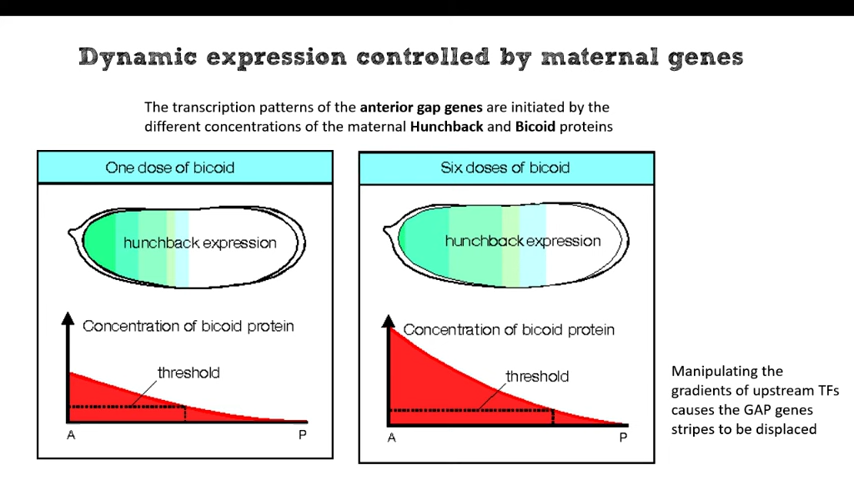 Dynamic expression controlled by maternal genes
The transcription patterns of the anterior gap genes are initiated by the
different concentrations of the maternal Hunchback and Bicoid proteins
One dose of bicoid
hunchback expression
Concentration of bicoid protein
threshold
A
P
Six doses of bicoid
hunchback expression
Concentration of bicoid protein
threshold
A
P
Manipulating the
gradients of upstream TFs
causes the GAP genes
stripes to be displaced